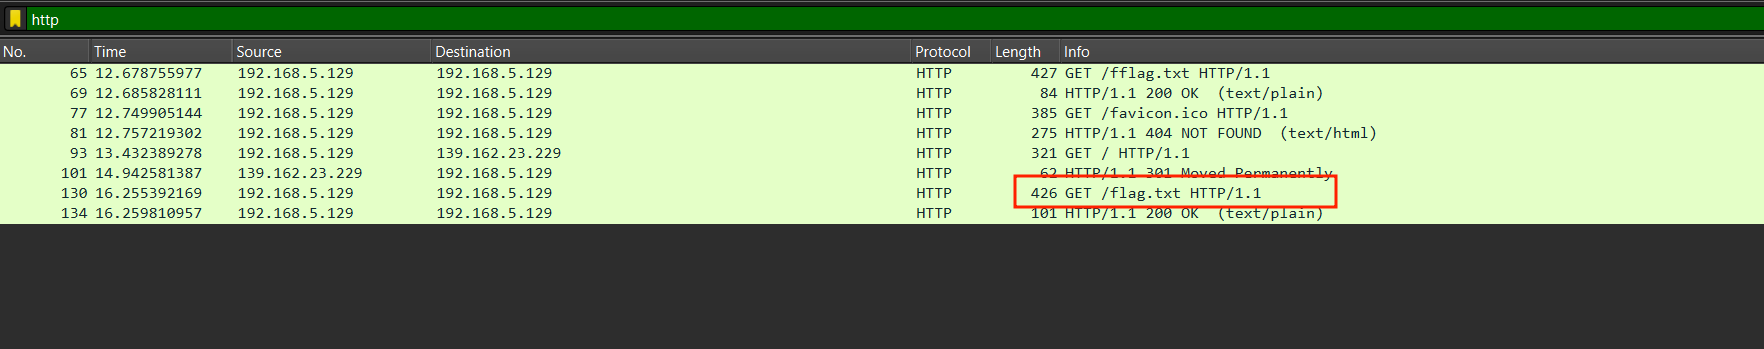 http
No. Time Source Destination Protocol Length Info
65 12.678755977 192.168.5.129 192.168.5.129 HTTP 427 GET /fflag.txt HTTP/1.1
69 12.685828111 192.168.5.129 192.168.5.129 HTTP 84 HTTP/1.1 200 OK (text/plain)
77 12.749905144 192.168.5.129 192.168.5.129 HTTP 385 GET /favicon.ico HTTP/1.1
81 12.757219302 192.168.5.129 192.168.5.129 HTTP 275 HTTP/1.1 404 NOT FOUND (text/html)
93 13.432389278 192.168.5.129 139.162.23.229 HTTP 321 GET / HTTP/1.1
101 14.942581387 139.162.23.229 192.168.5.129 HTTP 62 HTTP/1.1 301 Moved Permanently
130 16.255392169 192.168.5.129 192.168.5.129 HTTP 426 GET /flag.txt HTTP/1.1
134 16.259810957 192.168.5.129 192.168.5.129 HTTP 101 HTTP/1.1 200 OK (text/plain)